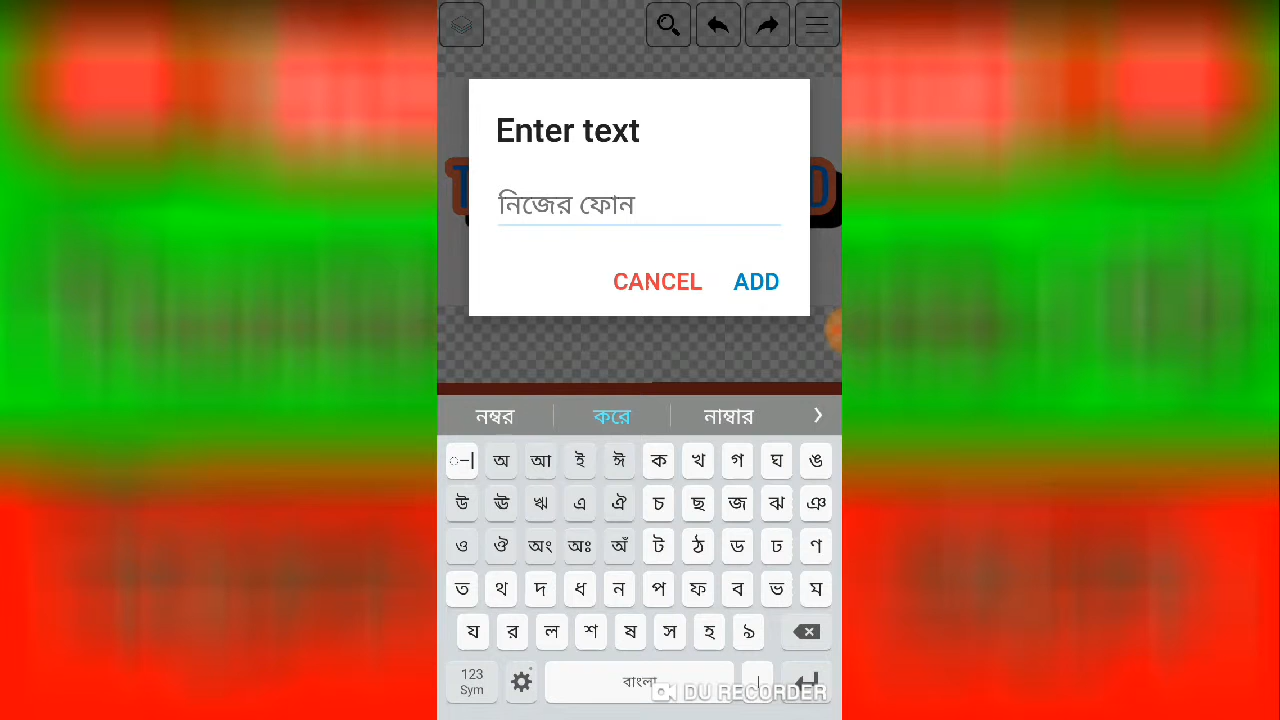 Enter text
নিজের ফোন
CANCEL ADD
নম্বর করে নাম্বার
অ আ ই ঈ ক খ গ ঘ ঙ
উ ঊ ঋ এ ঐ চ ছ জ ঝ ঞ
ও ঔ অং অঃ অঁ ট ঠ ড ঢ ণ
ত থ দ ধ ন প ফ ব ভ ম
য র ল শ ষ স হ ৯
123
Sym
বাংলা ।
DU RECORDER